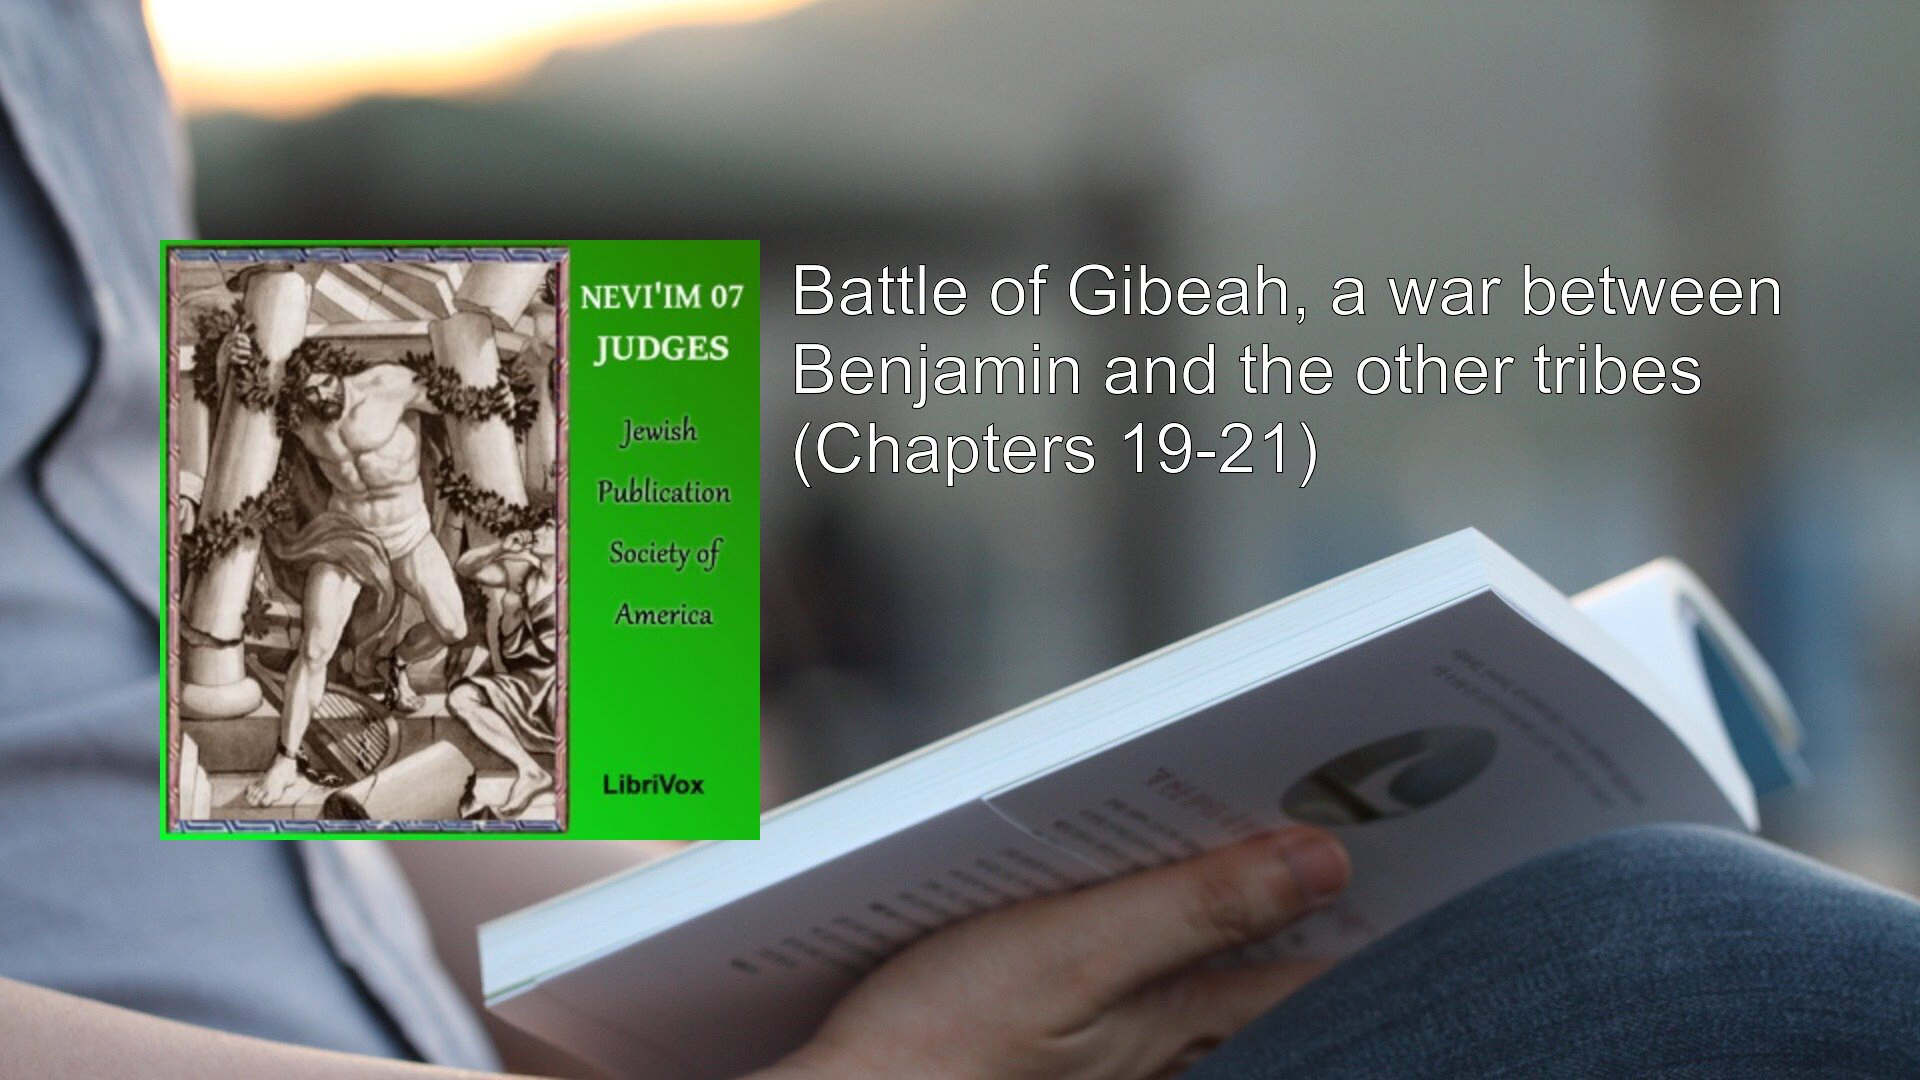 NEVI'IM 07
JUDGES
Jewish
Publication
Society of
America
LibriVox
Battle of Gibeah, a war between
Benjamin and the other tribes
(Chapters 19-21)